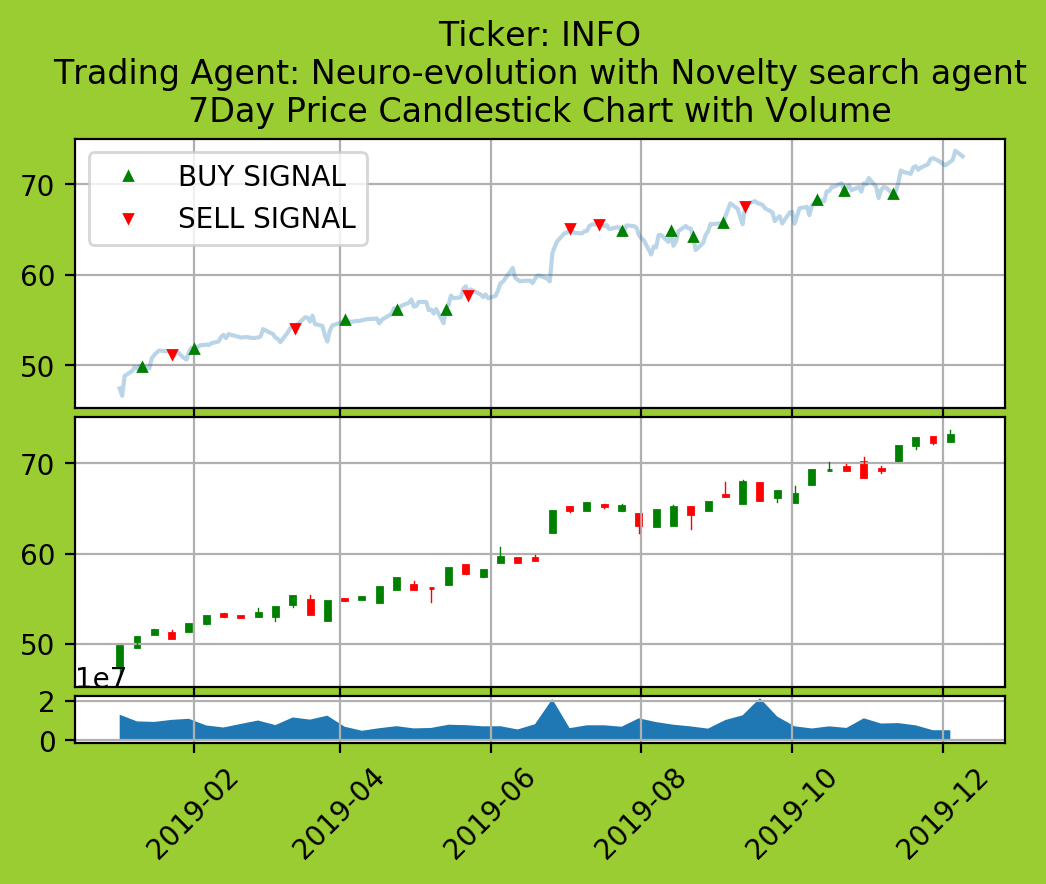 Ticker: INFO
Trading Agent: Neuro-evolution with Novelty search agent
7Day Price Candlestick Chart with Volume
BUY SIGNAL
SELL SIGNAL
70
60
50
70
60
50
1e7
2
0
2019-02
2019-04
2019-06
2019-08
2019-10
2019-12